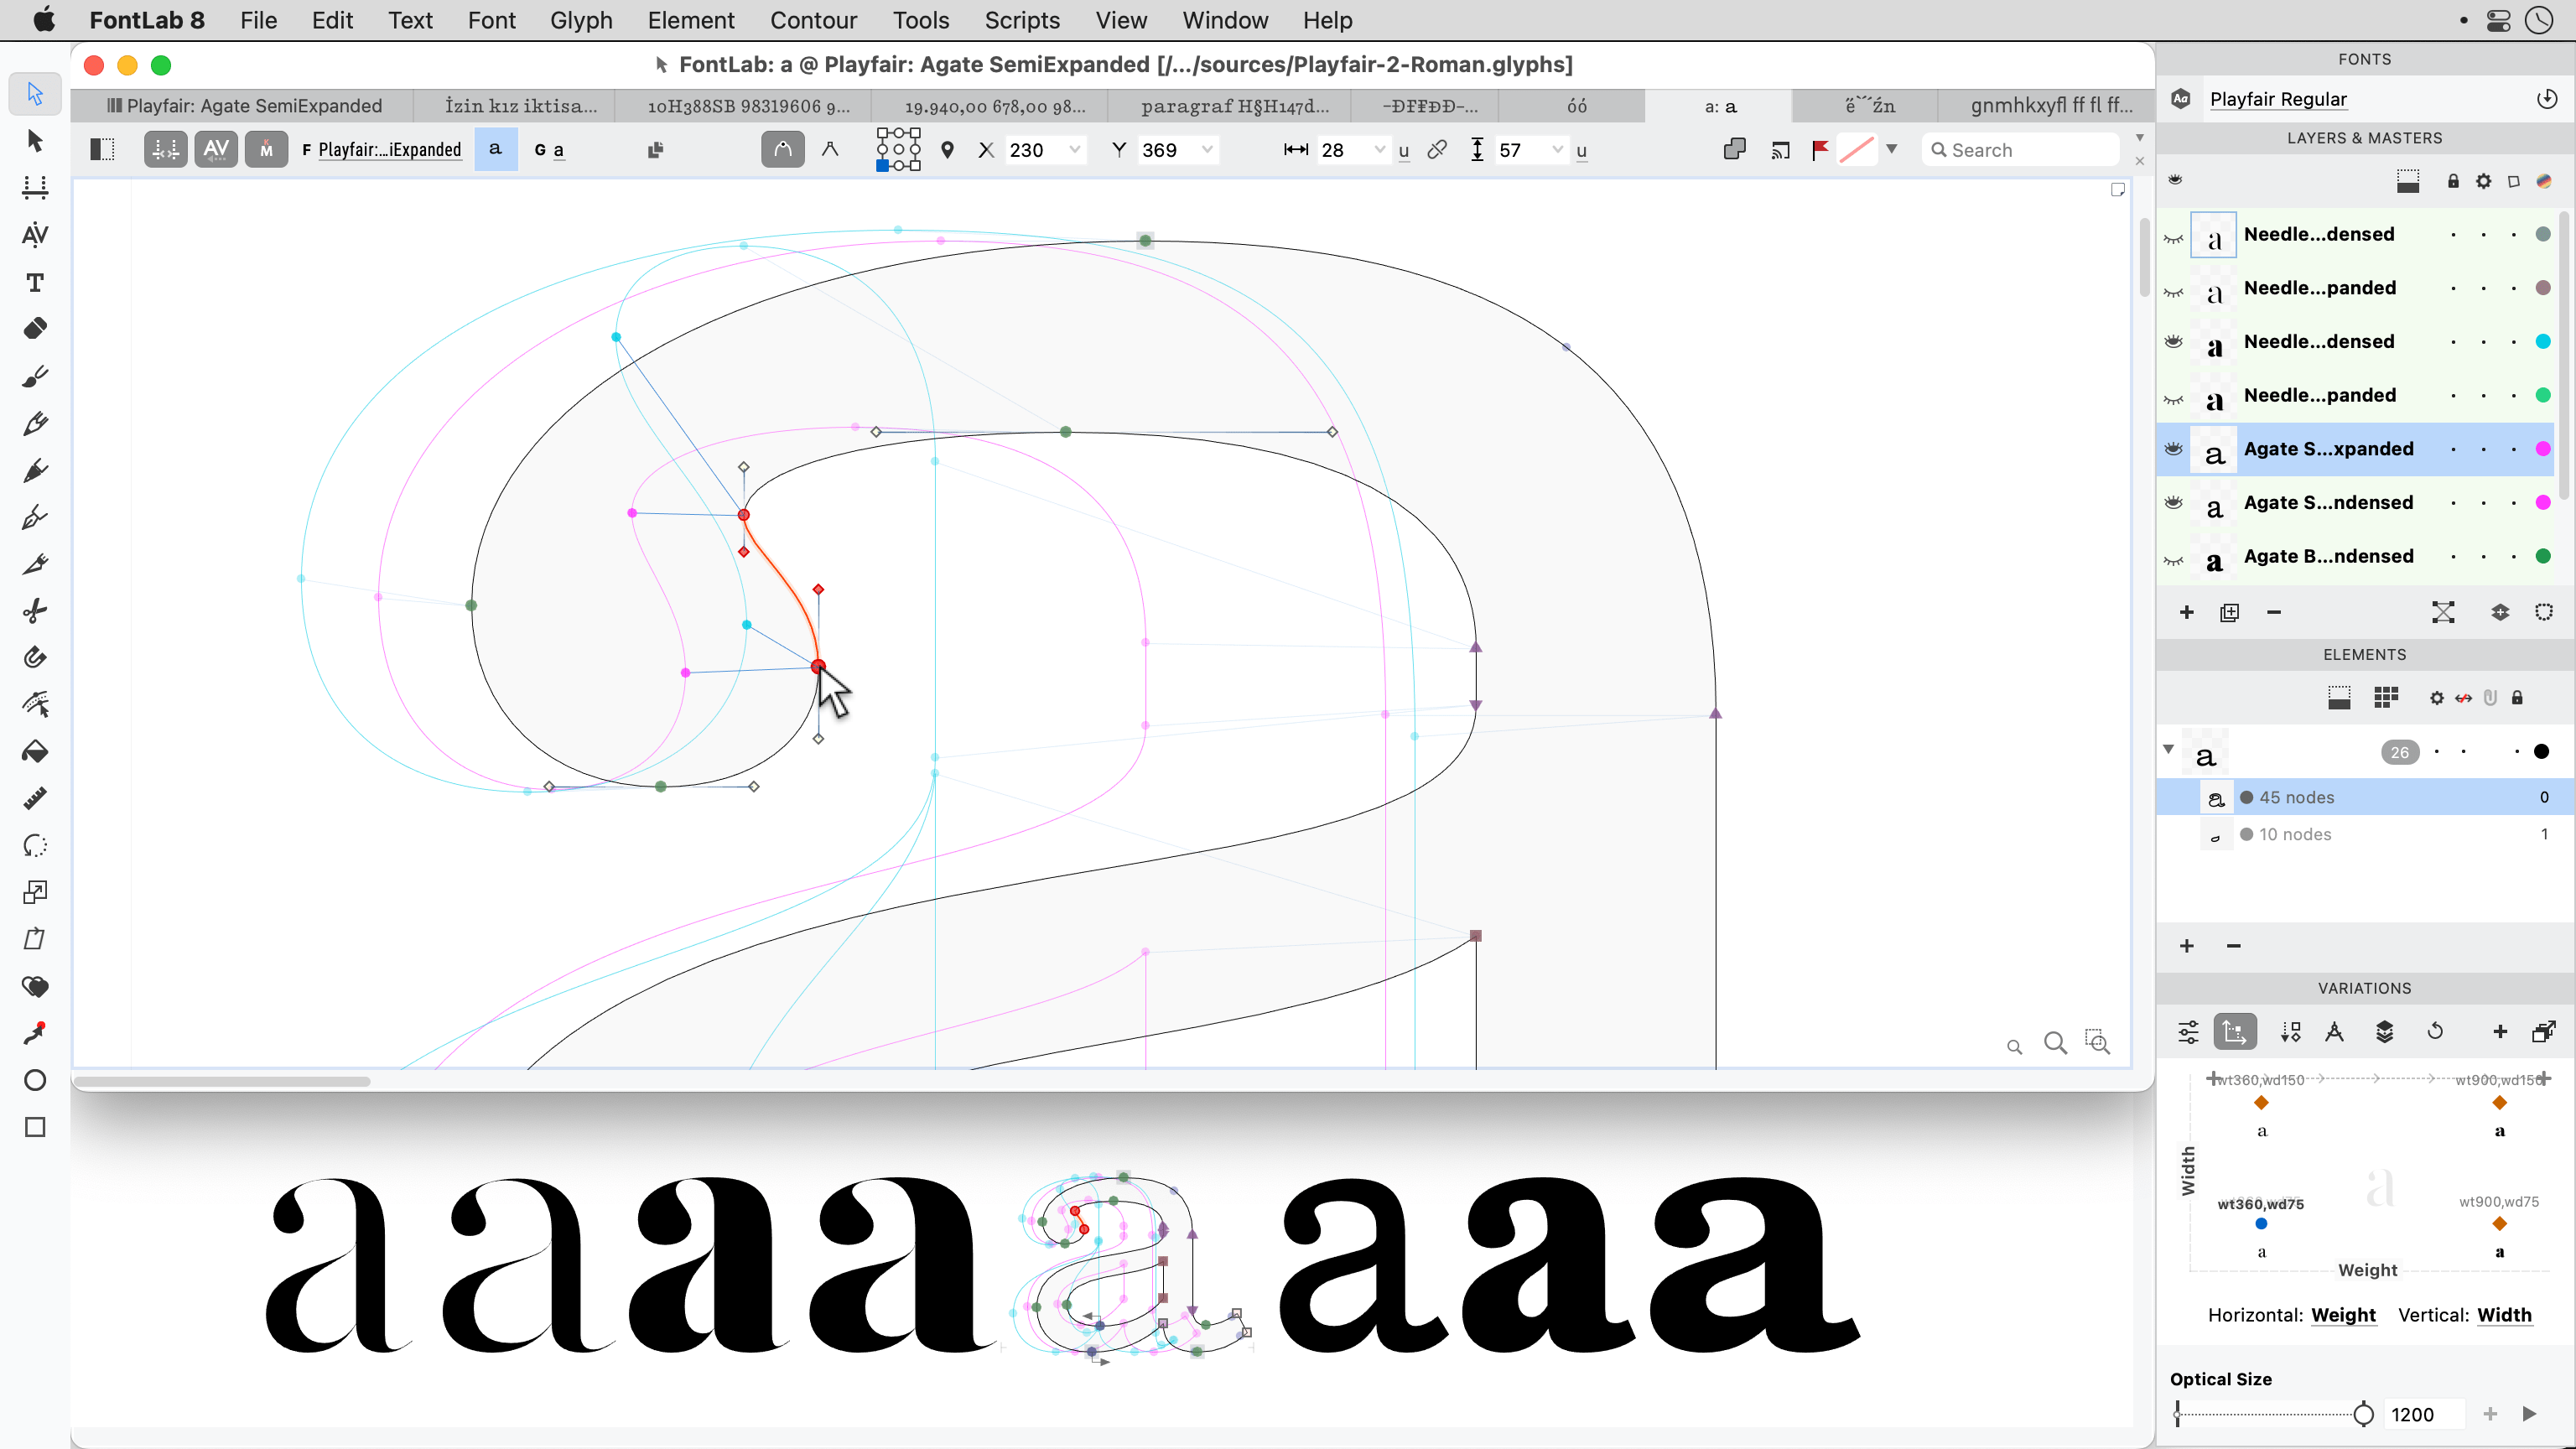 FontLab 8 File Edit Text Font Glyph Element Contour Tools Scripts View Window Help
FontLab: a @ Playfair: Agate SemiExpanded [/.../sources/Playfair-2-Roman.glyphs]
Playfair: Agate SemiExpanded İzin kız iktisa... 10H388SB 98319606 9... 19.940,00 678,00 98... paragraf H§H147d... óó a: a gnmhkxyfl ff fl ff...
AV M F Playfair:...iExpanded a G a X 230 Y 369 28 u 57 u Search
FONTS
Aa Playfair Regular
LAYERS & MASTERS
a Needle...densed
a Needle...panded
a Needle...densed
a Needle...panded
a Agate S...xpanded
a Agate S...ndensed
a Agate B...ndensed
ELEMENTS
a 26
a 45 nodes 0
10 nodes 1
VARIATIONS
wt360,wd150 wt900,wd150
a a
Width
a
wt360,wd75 wt900,wd75
a a
Weight
Horizontal: Weight Vertical: Width
Optical Size
1200
a a a a a a a a